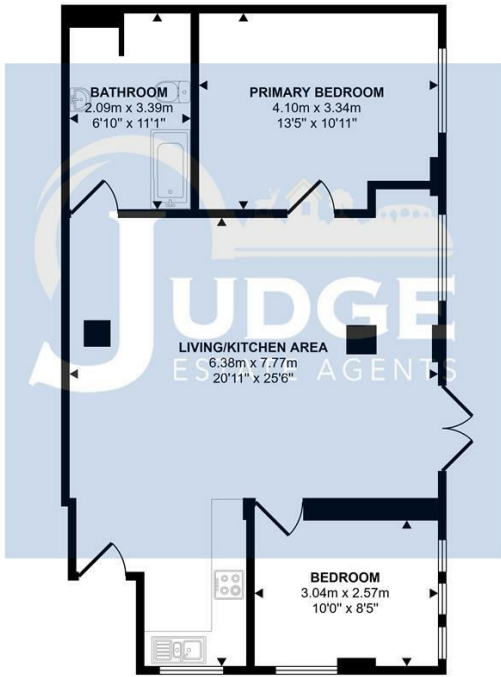 BATHROOM
2.09m x 3.39m
6'10" x 11'1"
PRIMARY BEDROOM
4.10m x 3.34m
13'5" x 10'11"
JUDGE
ESTATE AGENTS
LIVING/KITCHEN AREA
6.38m x 7.77m
20'11" x 25'6"
BEDROOM
3.04m x 2.57m
10'0" x 8'5"